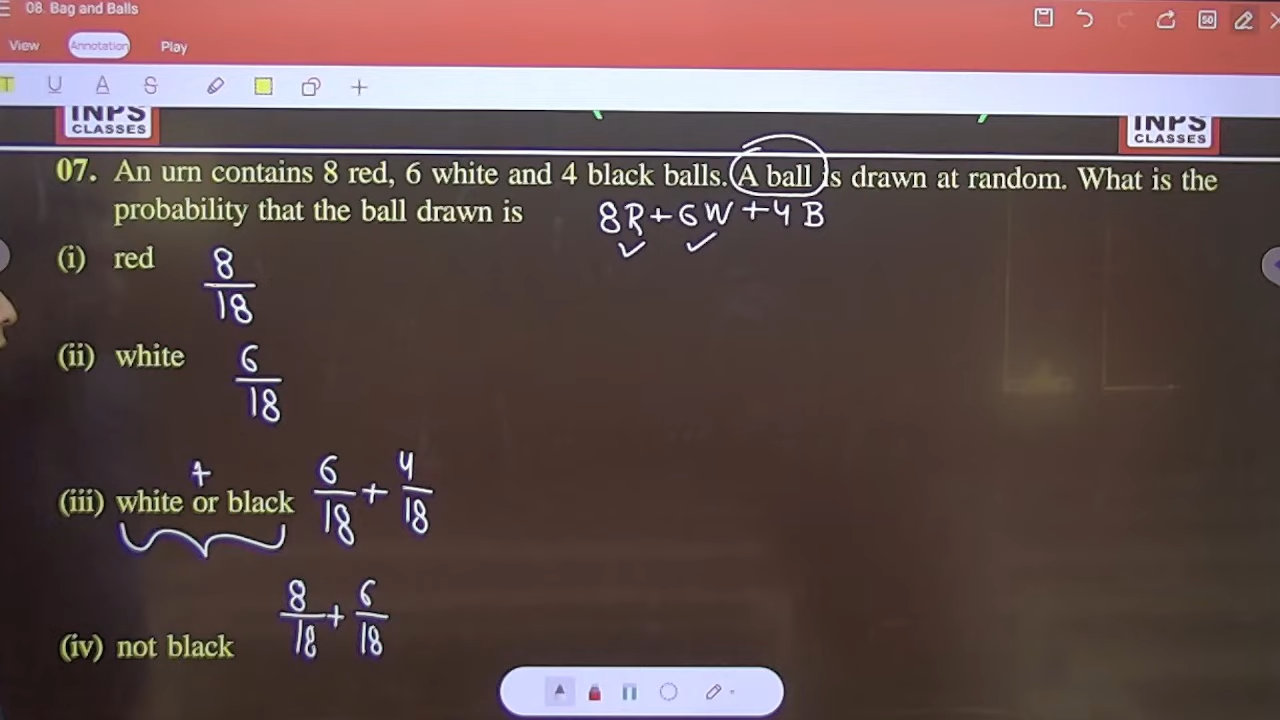 08. Bag and Balls
View Annotation Play
T U A S
50
INPS
CLASSES
INPS
CLASSES
07. An urn contains 8 red, 6 white and 4 black balls. A ball is drawn at random. What is the
probability that the ball drawn is
8R+6W+4B
(i) red 8/18
(ii) white 6/18
+
(iii) white or black 6/18 + 4/18
(iv) not black 8/18 + 6/18